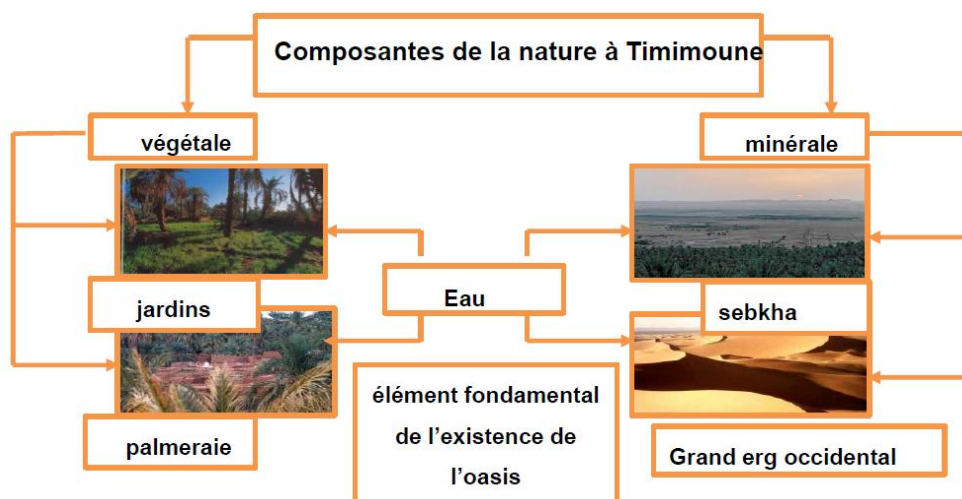 Composantes de la nature à Timimoune
végétale
minérale
jardins
Eau
sebkha
palmeraie
élément fondamental
de l’existence de
l’oasis
Grand erg occidental